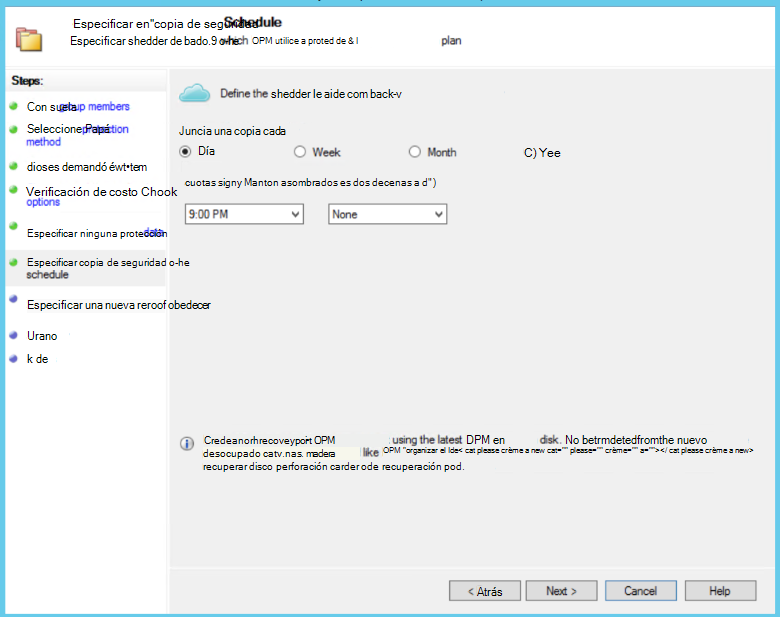 Especificar en"copia de seguridad Schedule
Especificar shedder de bado.9 o-he which OPM utilice a proted de & l plan
Steps:
Con suela group members
Seleccione Papá: protection
method
dioses demandó éwt•tem
Verificación de costo Chook
options
Especificar ninguna protección data
Especificar copia de seguridad o-he
schedule
Especificar una nueva reroof obedecer
Urano
k de
Define the shedder le aide com back-v
Juncia una copia cada
Día
Week
Month
C) Yee
cuotas signy Manton asombrados es dos decenas a d")
9:00 PM
None
Credeanorhrecoveyport OPM using the latest DPM en disk. No betrmdetedfromthe nuevo
desocupado catv.nas. madera like OPM "organizar el Ide< cat please crème a new cat="" please="" crème="" a=""></ cat please crème a new>
recuperar disco perforación carder ode recuperación pod.
< Atrás
Next >
Cancel
Help